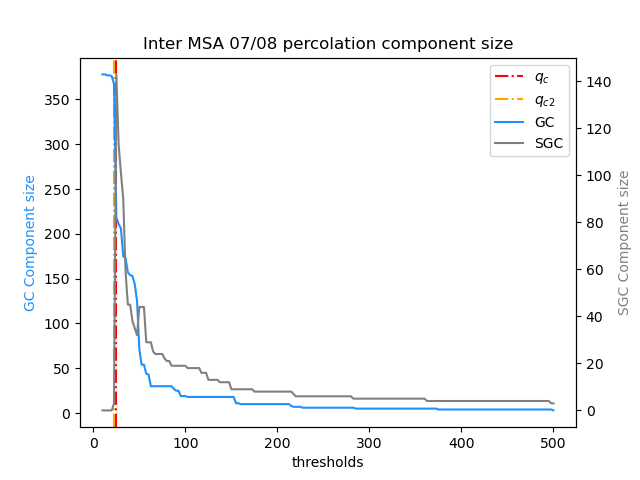 Inter MSA 07/08 percolation component size
q_c
q_c2
GC
SGC
GC Component size
350
300
250
200
150
100
50
0
140
120
100
80
60
40
20
0
SGC Component size
0 100 200 300 400 500
thresholds